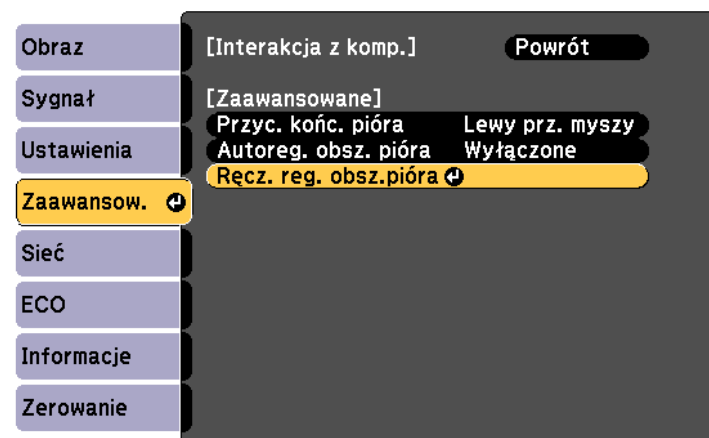 Obraz
Sygnał
Ustawienia
Zaawansow.
Sieć
ECO
Informacje
Zerowanie
[Interakcja z komp.] Powrót
[Zaawansowane]
Przyc. końc. pióra Lewy prz. myszy
Autoreg. obsz. pióra Wyłączone
Ręcz. reg. obsz.pióra